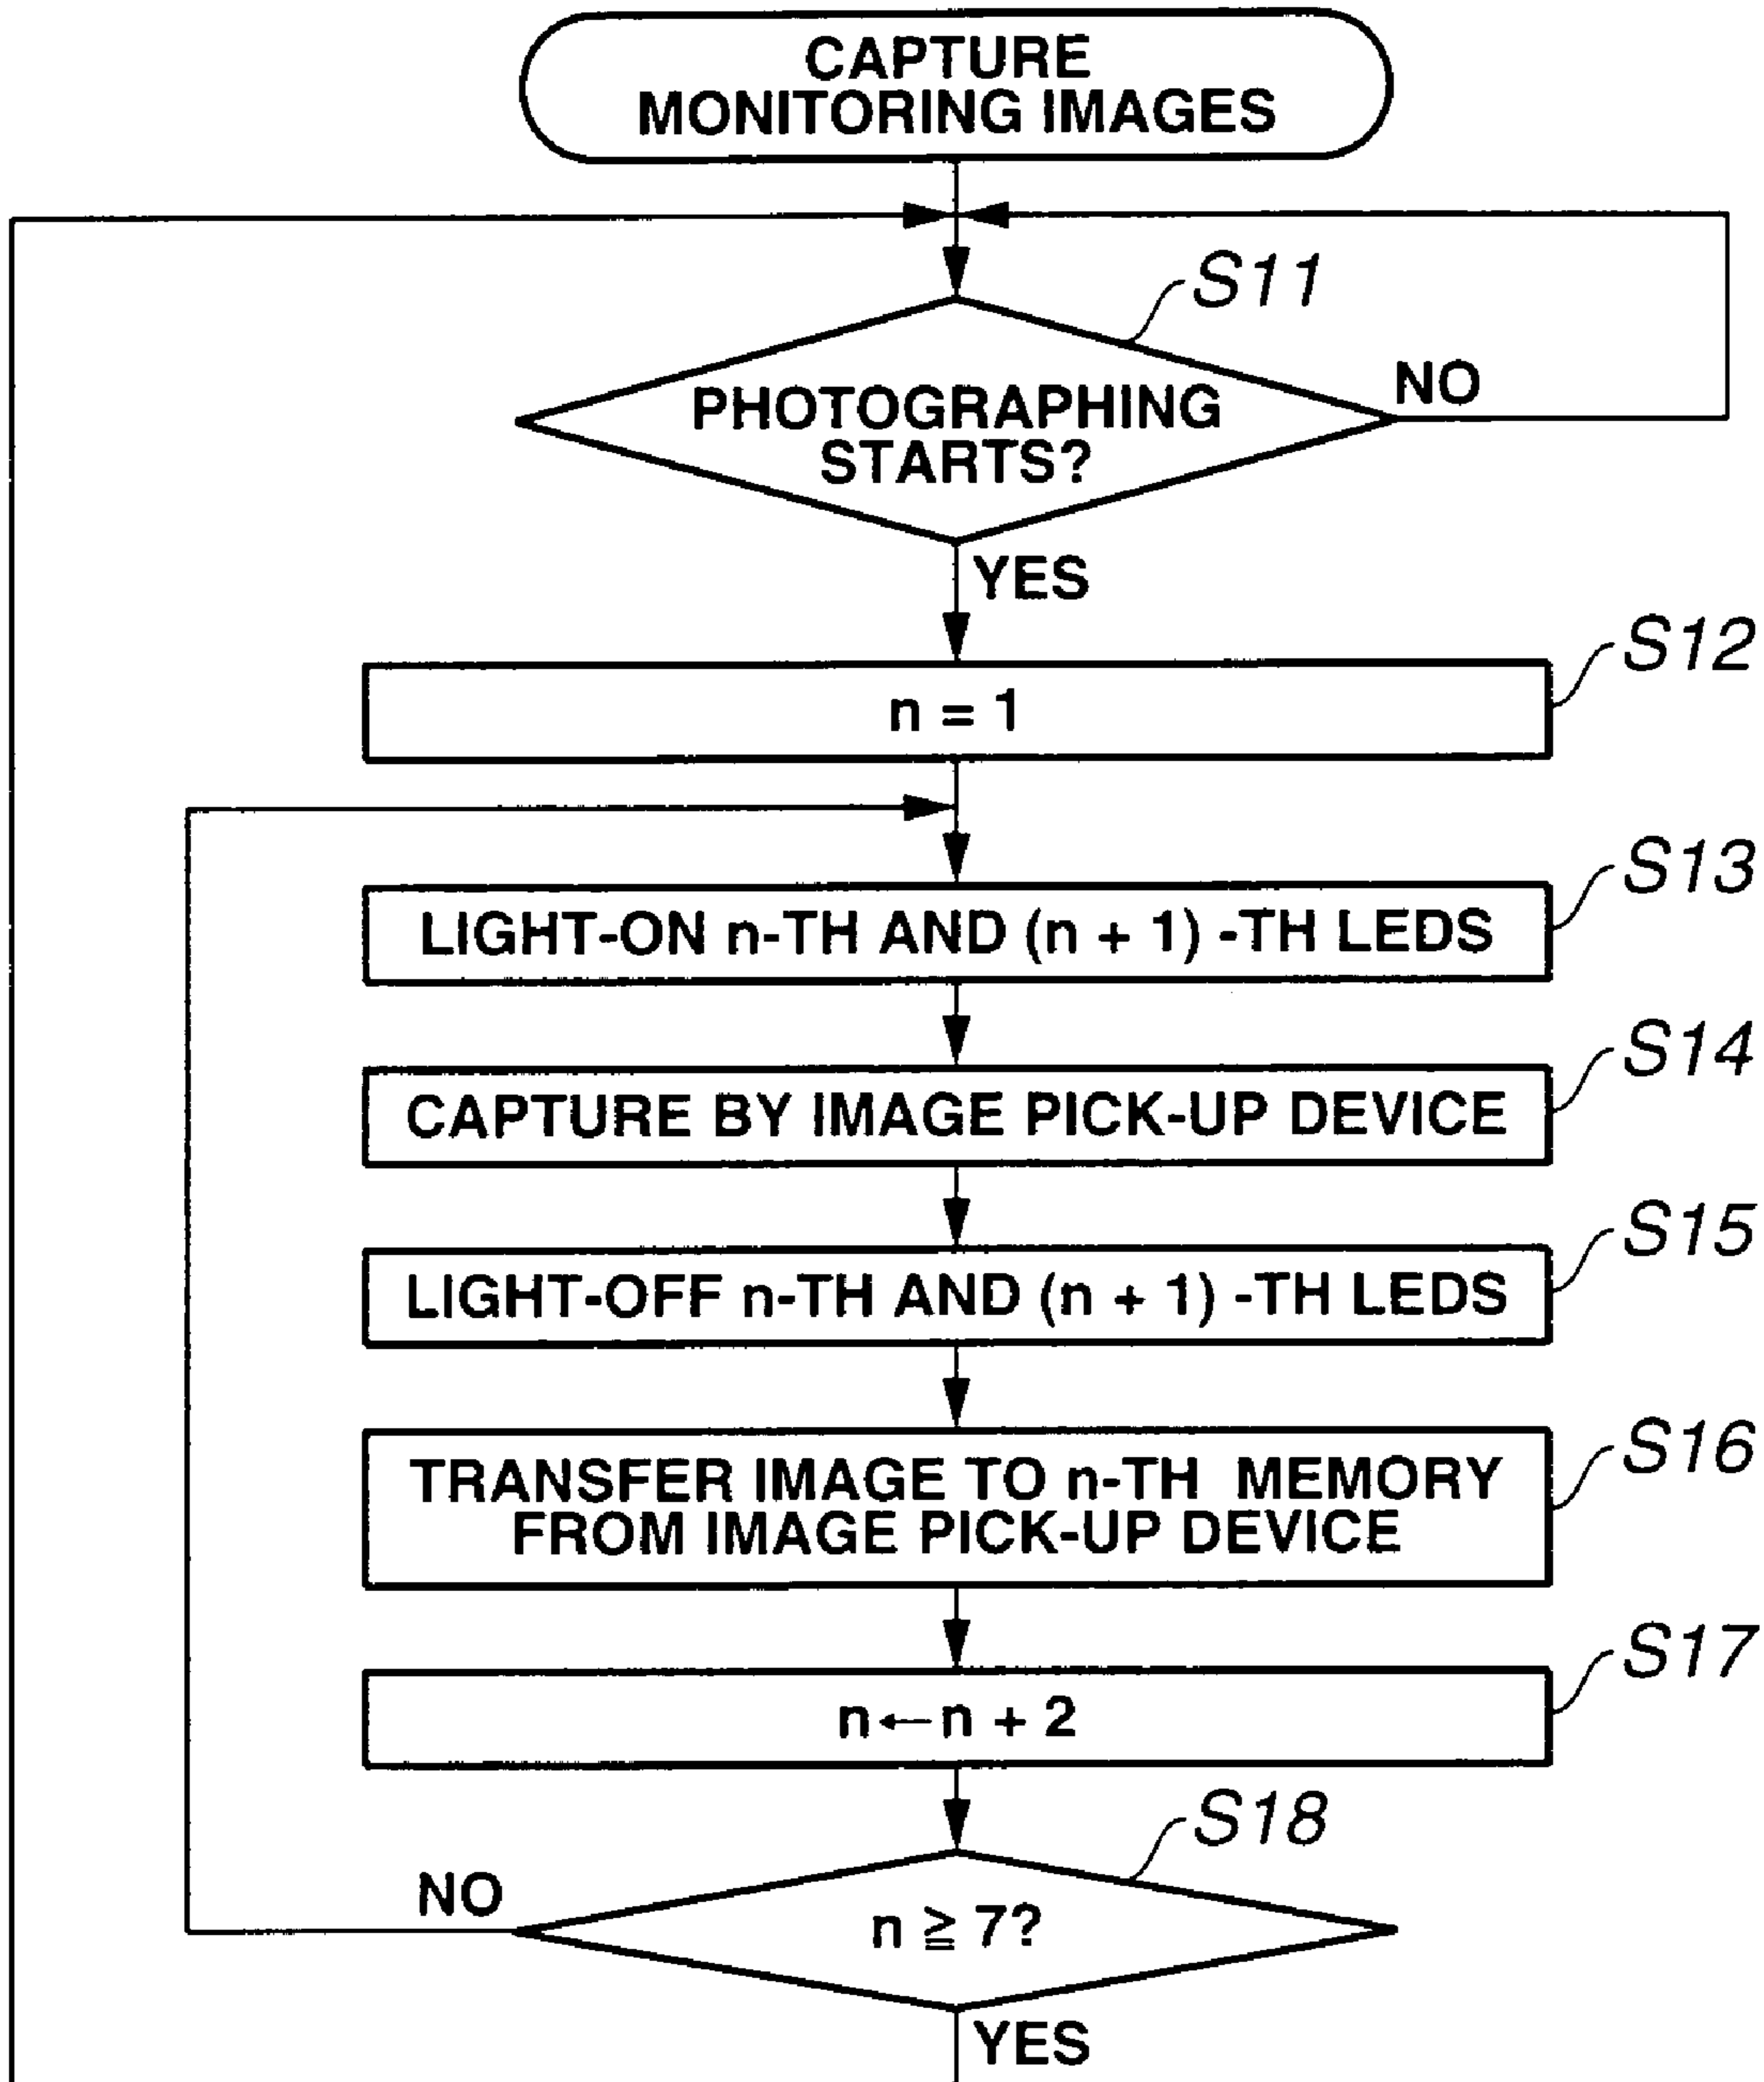 CAPTURE
MONITORING IMAGES
S11
PHOTOGRAPHING
STARTS?
NO
YES
S12
n = 1
S13
LIGHT-ON n-TH AND (n + 1) -TH LEDS
S14
CAPTURE BY IMAGE PICK-UP DEVICE
S15
LIGHT-OFF n-TH AND (n + 1) -TH LEDS
S16
TRANSFER IMAGE TO n-TH MEMORY
FROM IMAGE PICK-UP DEVICE
S17
n←n + 2
S18
NO
n ≧ 7?
YES